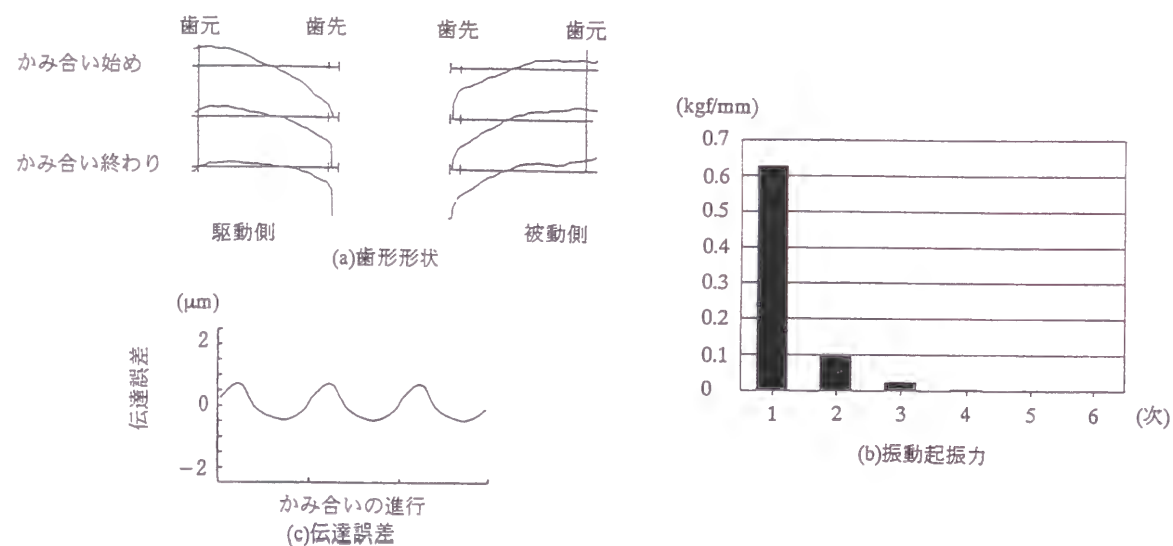 歯元 歯先 歯先 歯元
かみ合い始め
かみ合い終わり
駆動側 被動側
(a)歯形形状
(kgf/mm)
0.7
0.6
0.5
0.4
0.3
0.2
0.1
0
1 2 3 4 5 6 (次)
(b)振動起振力
(μm)
2
0
−2
伝達誤差
かみ合いの進行
(c)伝達誤差